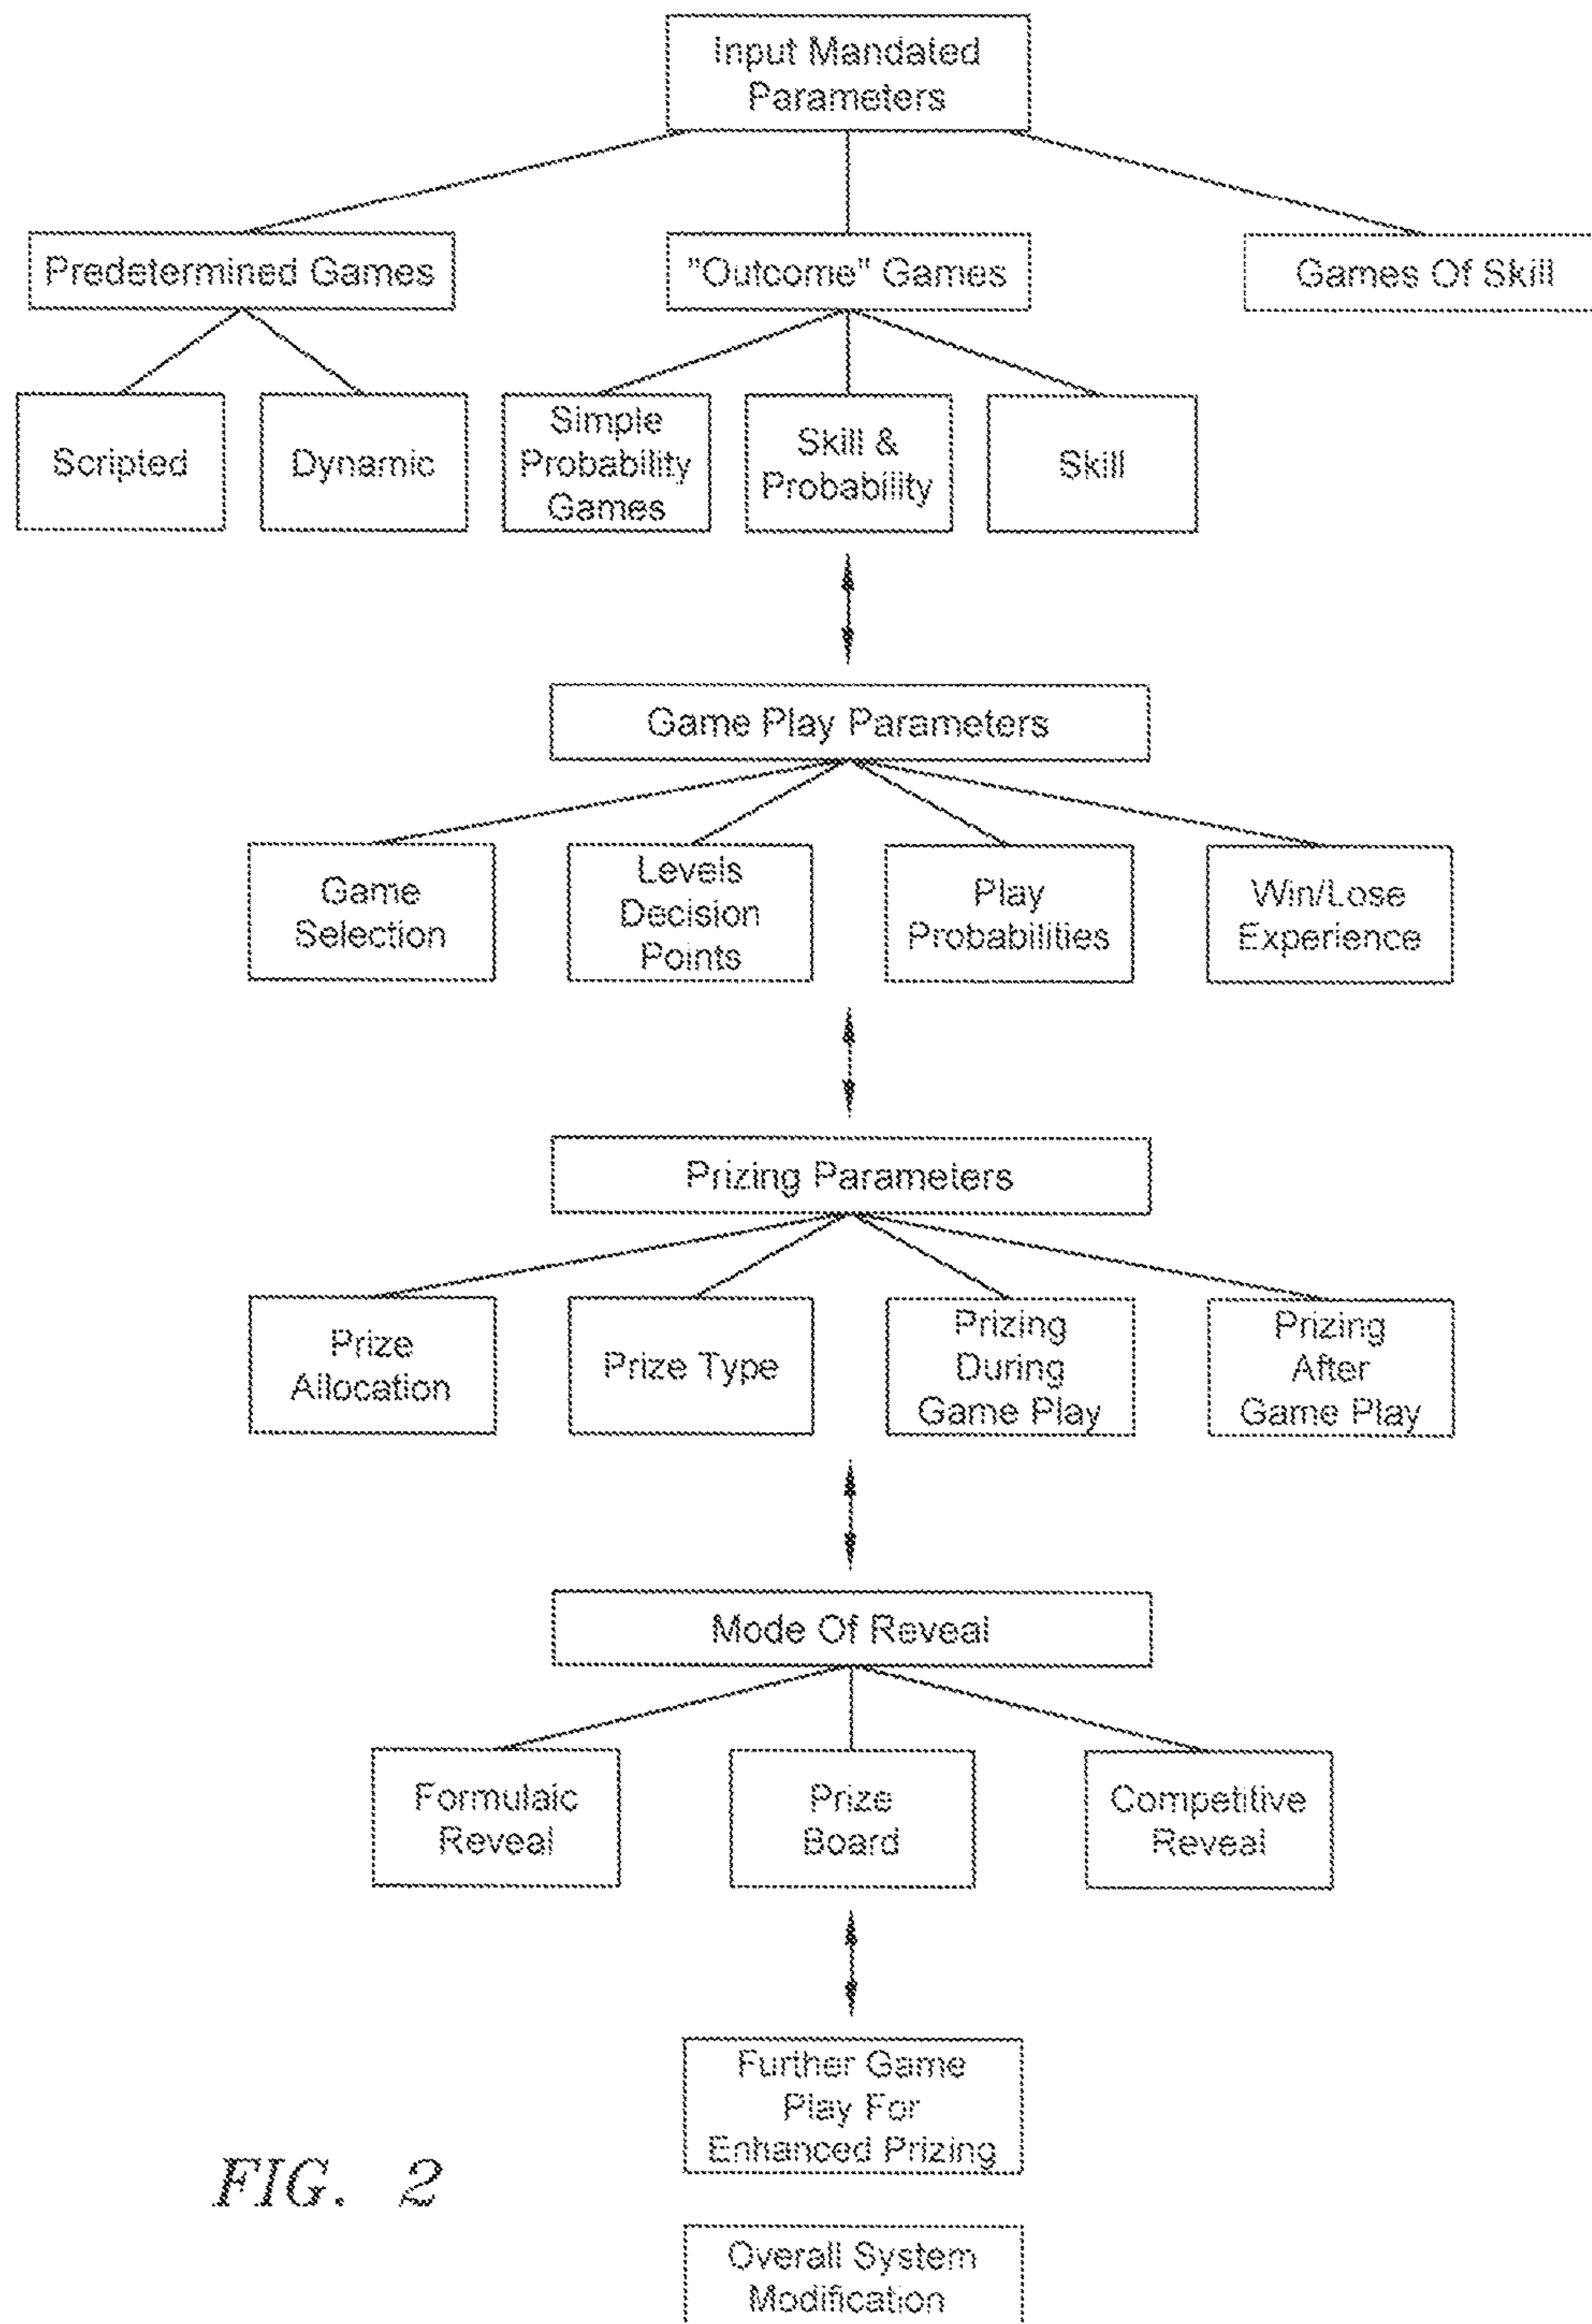 Input Mandated
Parameters
Predetermined Games
"Outcome" Games
Games Of Skill
Scripted
Dynamic
Simple
Probability
Games
Skill &
Probability
Skill
Game Play Parameters
Game
Selection
Levels
Decision
Points
Play
Probabilities
Win/Lose
Experience
Prizing Parameters
Prize
Allocation
Prize Type
Prizing
During
Game Play
Prizing
After
Game Play
Mode Of Reveal
Formulaic
Reveal
Prize
Board
Competitive
Reveal
Further Game
Play For
Enhanced Prizing
FIG. 2
Overall System
Modification